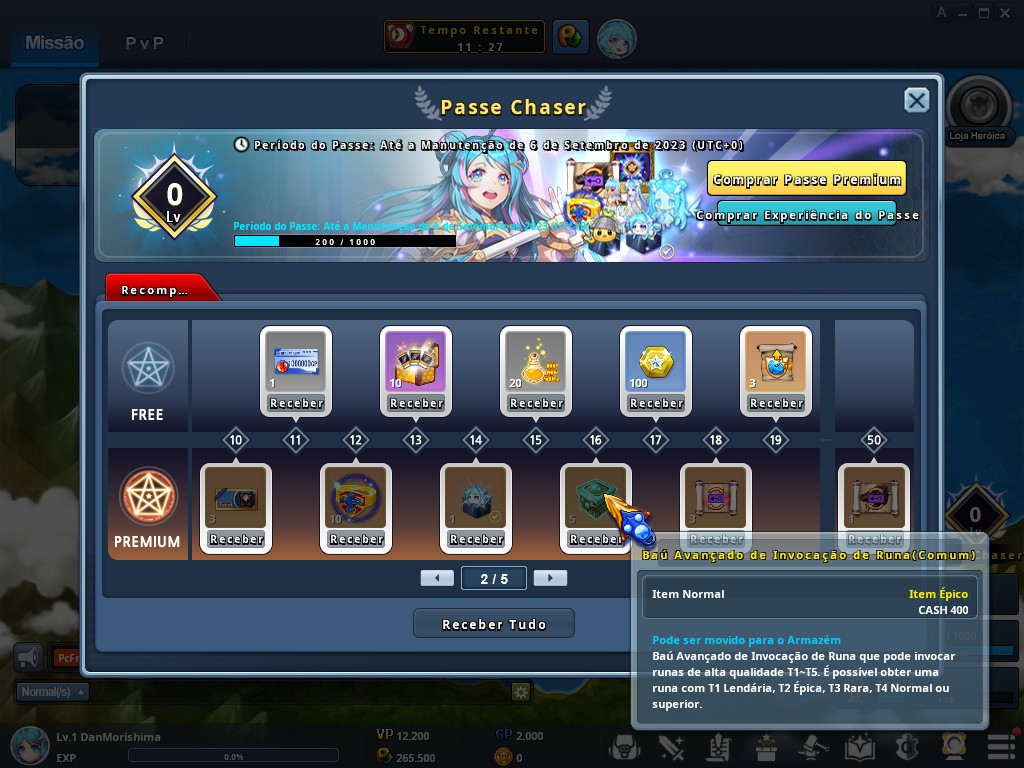 A
Missão
PvP
Tempo Restante
11 : 27
Passe Chaser
Loja Heróica
Período do Passe: Até a Manutenção de 6 de Setembro de 2023 (UTC+0)
0
Lv
Comprar Passe Premium
Comprar Experiência do Passe
200 / 1000
Recomp...
FREE
1
10
20
100
3
Receber
Receber
Receber
Receber
Receber
10
11
12
13
14
15
16
17
18
19
50
PREMIUM
3
10
1
5
3
1
Receber
Receber
Receber
Receber
Receber
Receber
0
Lv
2 / 5
Receber Tudo
Baú Avançado de Invocação de Runa(Comum)
Item Normal
Item Épico
CASH 400
Pode ser movido para o Armazém
Baú Avançado de Invocação de Runa que pode invocar
runas de alta qualidade T1~T5. É possível obter uma
runa com T1 Lendária, T2 Épica, T3 Rara, T4 Normal ou
superior.
Normal(/s)
Lv.1 DanMorishima
EXP
0.0%
VP 12.200
GP 2.000
265.500
0